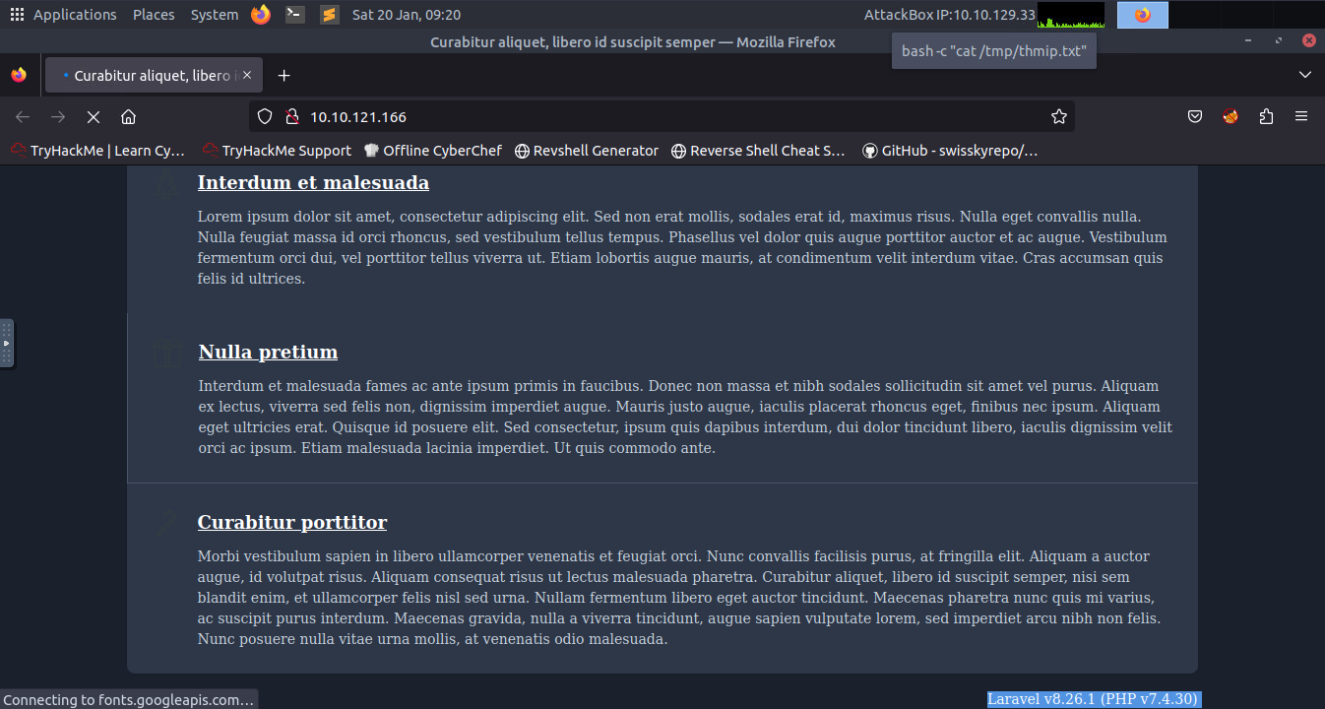 Applications Places System Sat 20 Jan, 09:20 AttackBox IP:10.10.129.33
Curabitur aliquet, libero id suscipit semper — Mozilla Firefox
bash -c "cat /tmp/thmip.txt"
Curabitur aliquet, libero i
10.10.121.166
TryHackMe | Learn Cy… TryHackMe Support Offline CyberChef Revshell Generator Reverse Shell Cheat S… GitHub - swisskyrepo/…
Interdum et malesuada
Lorem ipsum dolor sit amet, consectetur adipiscing elit. Sed non erat mollis, sodales erat id, maximus risus. Nulla eget convallis nulla.
Nulla feugiat massa id orci rhoncus, sed vestibulum tellus tempus. Phasellus vel dolor quis augue porttitor auctor et ac augue. Vestibulum
fermentum orci dui, vel porttitor tellus viverra ut. Etiam lobortis augue mauris, at condimentum velit interdum vitae. Cras accumsan quis
felis id ultrices.
Nulla pretium
Interdum et malesuada fames ac ante ipsum primis in faucibus. Donec non massa et nibh sodales sollicitudin sit amet vel purus. Aliquam
ex lectus, viverra sed felis non, dignissim imperdiet augue. Mauris justo augue, iaculis placerat rhoncus eget, finibus nec ipsum. Aliquam
eget ultricies erat. Quisque id posuere elit. Sed consectetur, ipsum quis dapibus interdum, dui dolor tincidunt libero, iaculis dignissim velit
orci ac ipsum. Etiam malesuada lacinia imperdiet. Ut quis commodo ante.
Curabitur porttitor
Morbi vestibulum sapien in libero ullamcorper venenatis et feugiat orci. Nunc convallis facilisis purus, at fringilla elit. Aliquam a auctor
augue, id volutpat risus. Aliquam consequat risus ut lectus malesuada pharetra. Curabitur aliquet, libero id suscipit semper, nisi sem
blandit enim, et ullamcorper felis nisl sed urna. Nullam fermentum libero eget auctor tincidunt. Maecenas pharetra nunc quis mi varius,
ac suscipit purus interdum. Maecenas gravida, nulla a viverra tincidunt, augue sapien vulputate lorem, sed imperdiet arcu nibh non felis.
Nunc posuere nulla vitae urna mollis, at venenatis odio malesuada.
Connecting to fonts.googleapis.com…
Laravel v8.26.1 (PHP v7.4.30)